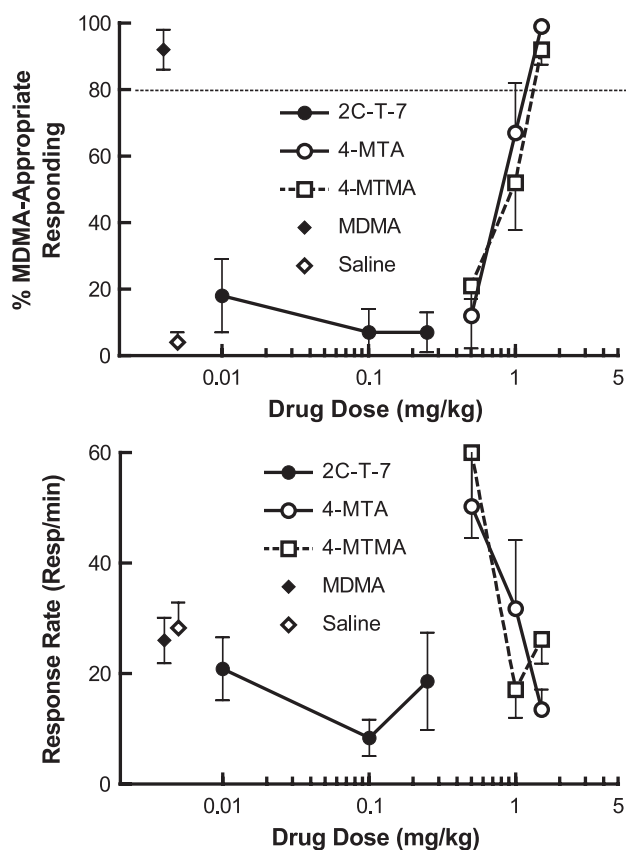 100
80
60
40
20
0
% MDMA-Appropriate
Responding
2C-T-7
4-MTA
4-MTMA
MDMA
Saline
0.01 0.1 1 5
Drug Dose (mg/kg)
60
40
20
0
Response Rate (Resp/min)
2C-T-7
4-MTA
4-MTMA
MDMA
Saline
0.01 0.1 1 5
Drug Dose (mg/kg)